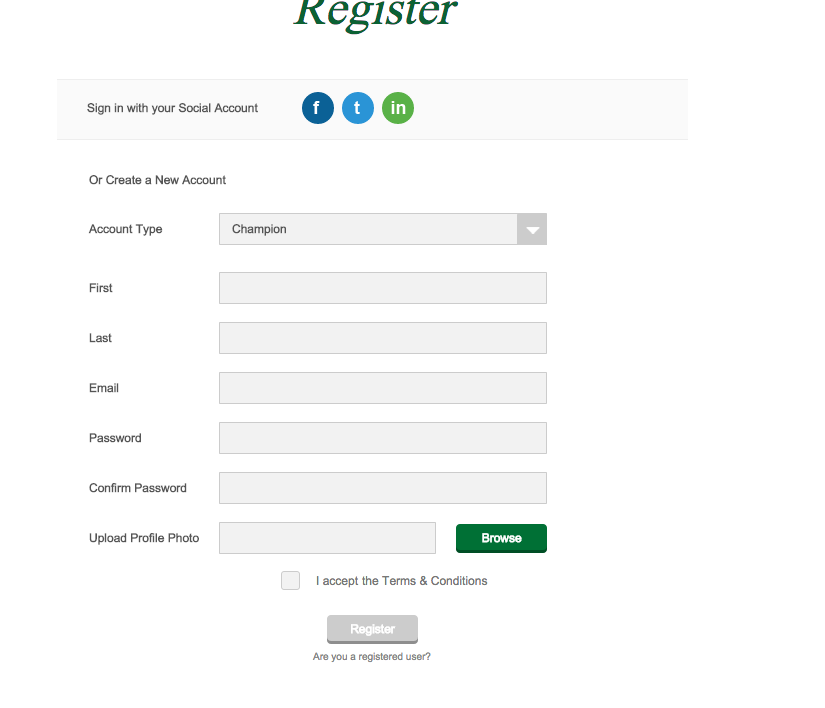 Register
Sign in with your Social Account f t in
Or Create a New Account
Account Type Champion
First
Last
Email
Password
Confirm Password
Upload Profile Photo Browse
I accept the Terms & Conditions
Register
Are you a registered user?